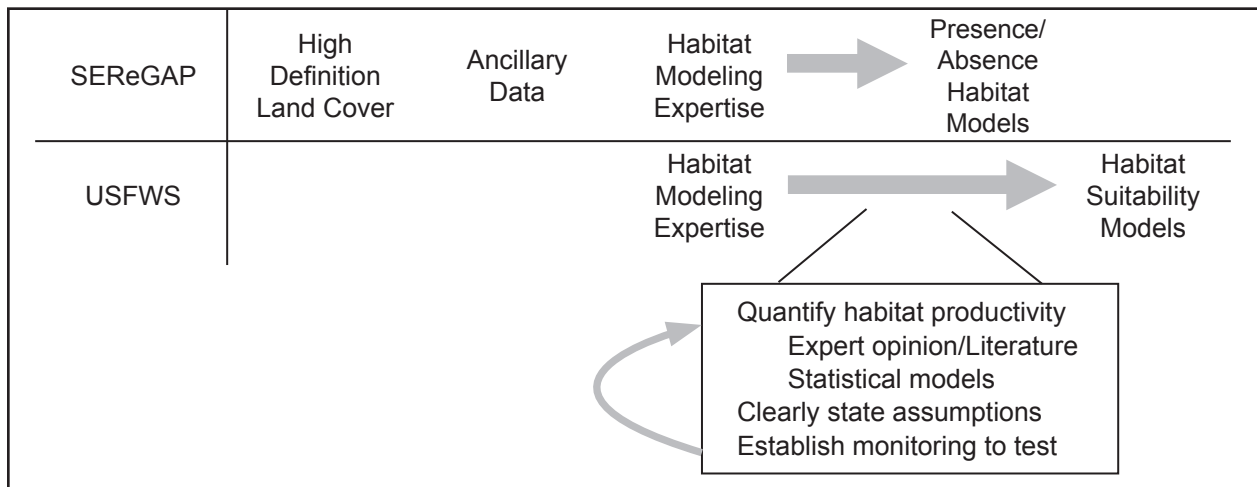 SEReGAP
High
Definition
Land Cover
Ancillary
Data
Habitat
Modeling
Expertise
Presence/
Absence
Habitat
Models
USFWS
Habitat
Modeling
Expertise
Habitat
Suitability
Models
Quantify habitat productivity
Expert opinion/Literature
Statistical models
Clearly state assumptions
Establish monitoring to test